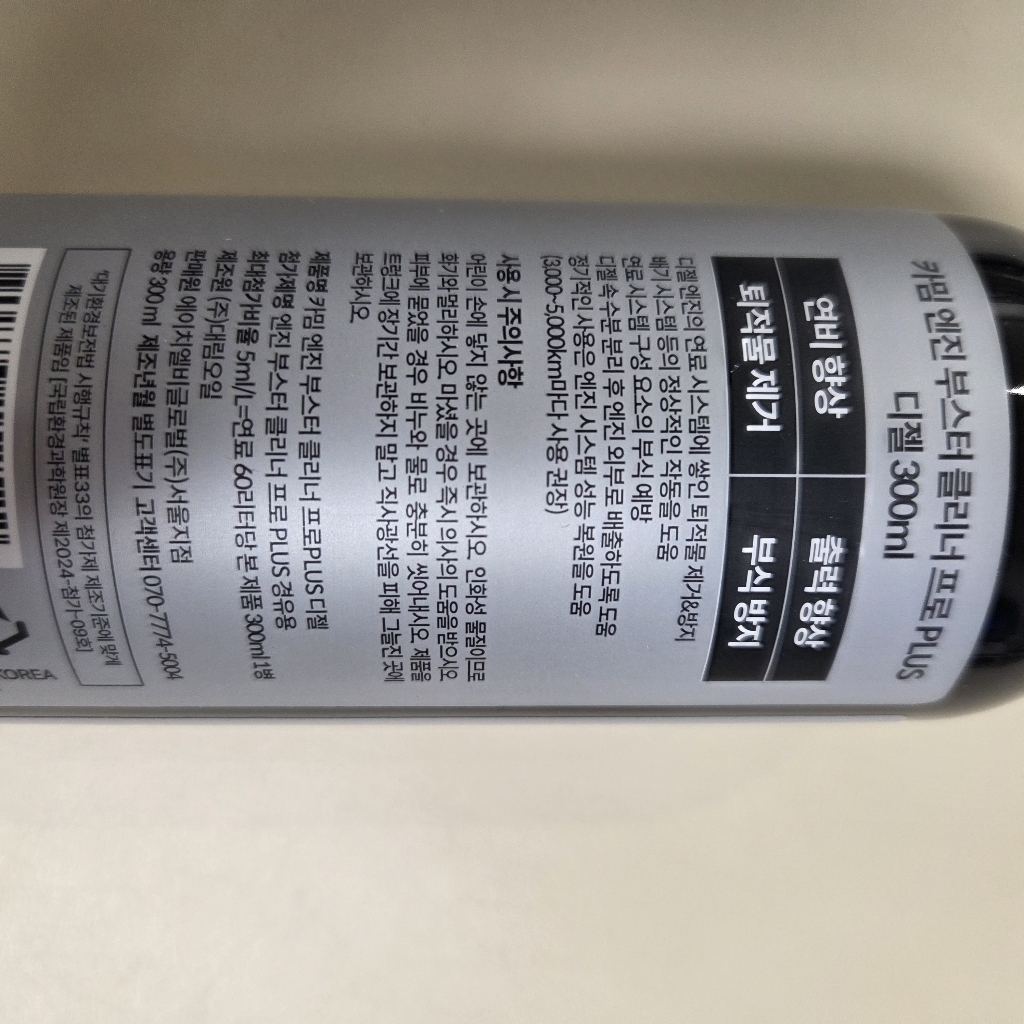 카밈 엔진 부스터 클리너 프로 PLUS
디젤 300ml
연비 향상 출력 향상
퇴적물 제거 부식 방지
디젤 엔진의 연료 시스템에 쌓인 퇴적물 제거&방지
배기 시스템 등의 정상적인 작동을 도움
연료 시스템 구성 요소의 부식 예방
디젤 속 수분 분리 후 엔진 외부로 배출하도록 도움
정기적인 사용은 엔진 시스템 성능 복원을 도움
(3,000~5,000km마다 사용 권장)
사용 시 주의사항
어린이 손에 닿지 않는 곳에 보관하시오. 인화성 물질이므로
화기와 멀리하시오. 마셨을 경우 즉시 의사의 도움을 받으시오.
피부에 묻었을 경우 비누와 물로 충분히 씻어내시오. 제품을
트렁크에 장기간 보관하지 말고 직사광선을 피해 그늘진 곳에
보관하시오.
제품명 카밈 엔진 부스터 클리너 프로PLUS 디젤
첨가제명 엔진 부스터 클리너 프로 PLUS 경유용
최대첨가비율 5ml/L=연료 60리터당 본 제품 300ml 1병
제조원 (주)대림오일
판매원 에이치엘비글로벌(주)서울지점
용량 300ml 제조년월 별도표기 고객센터 070-7774-5004
'대기환경보전법 시행규칙' 별표33의 첨가제 제조기준에 맞게
제조된 제품임 [국립환경과학원장 제2024-첨가-09호]
KOREA